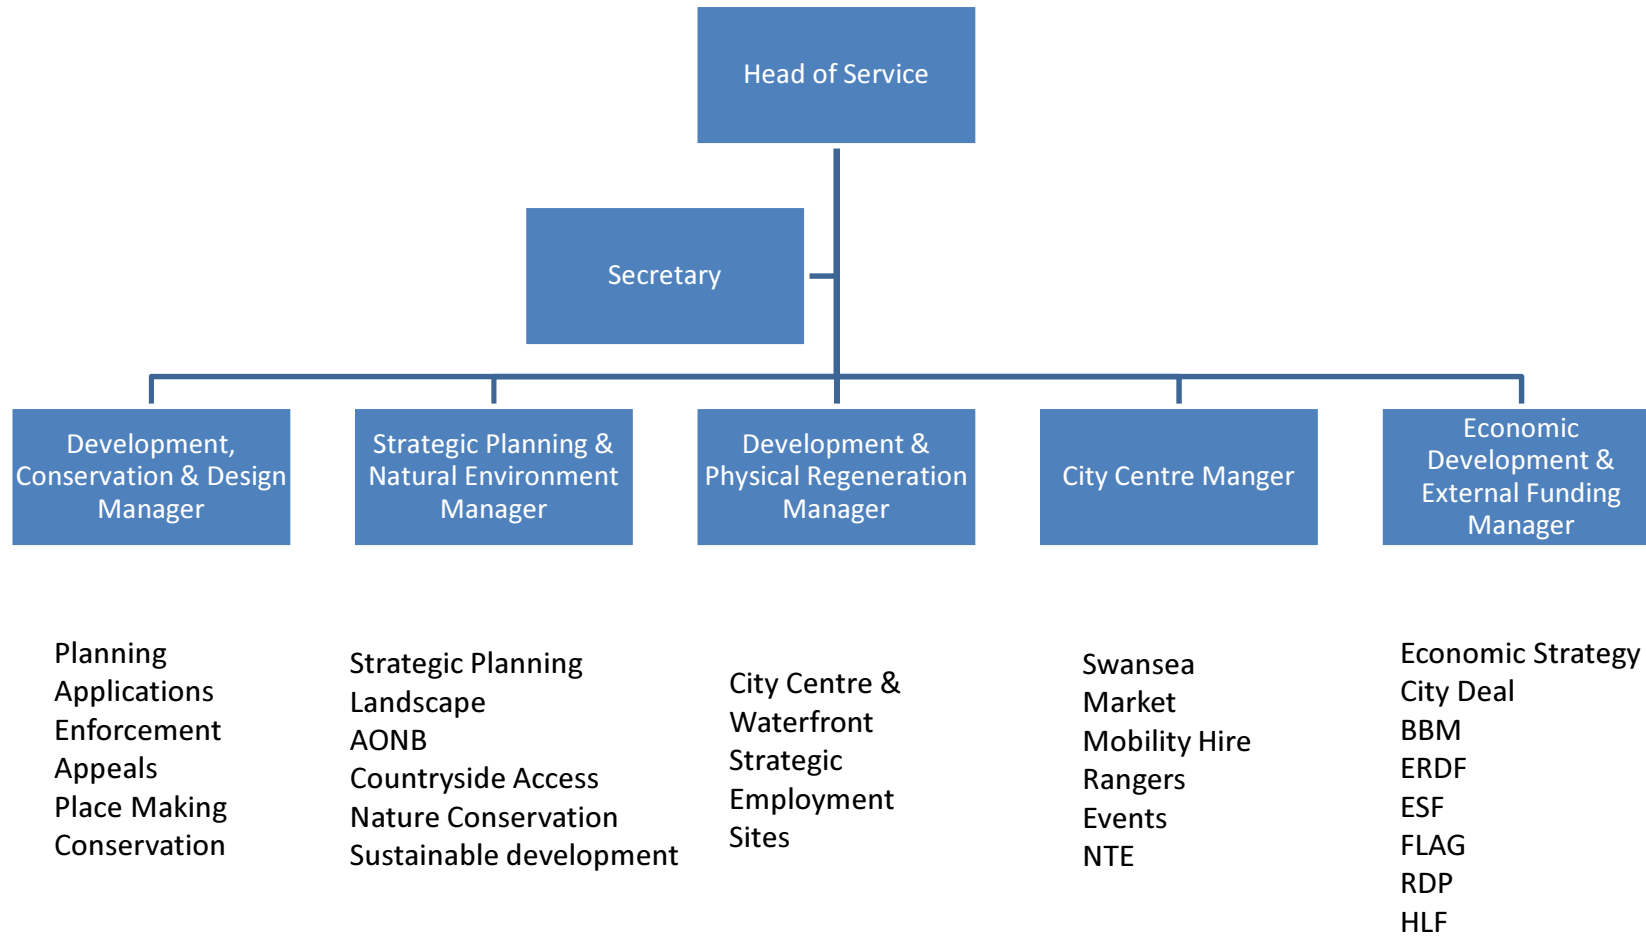 Head of Service
Secretary
Development,
Conservation & Design
Manager
Strategic Planning &
Natural Environment
Manager
Development &
Physical Regeneration
Manager
City Centre Manger
Economic
Development &
External Funding
Manager
Planning
Applications
Enforcement
Appeals
Place Making
Conservation
Strategic Planning
Landscape
AONB
Countryside Access
Nature Conservation
Sustainable development
City Centre &
Waterfront
Strategic
Employment
Sites
Swansea
Market
Mobility Hire
Rangers
Events
NTE
Economic Strategy
City Deal
BBM
ERDF
ESF
FLAG
RDP
HLF